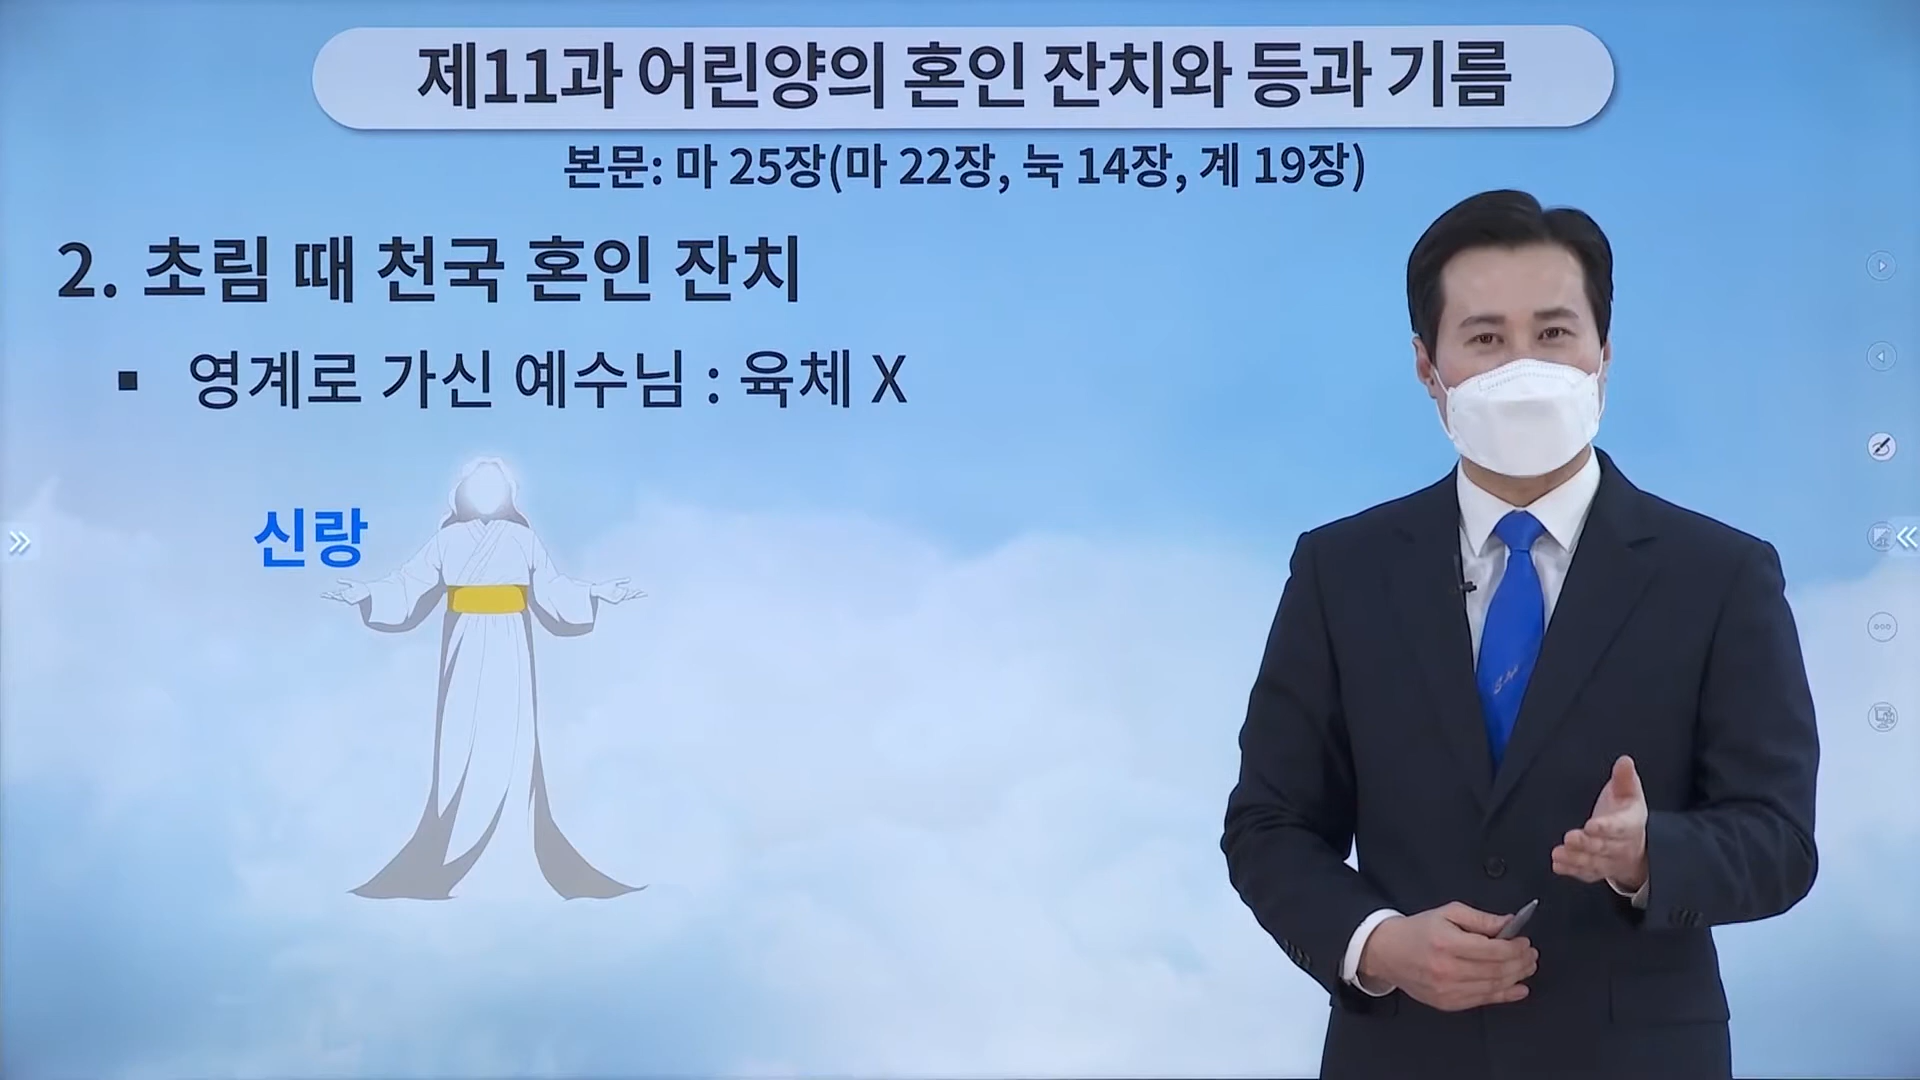 제11과 어린양의 혼인 잔치와 등과 기름
본문: 마 25장(마 22장, 눅 14장, 계 19장)
2. 초림 때 천국 혼인 잔치
▪ 영계로 가신 예수님 : 육체 X
신랑